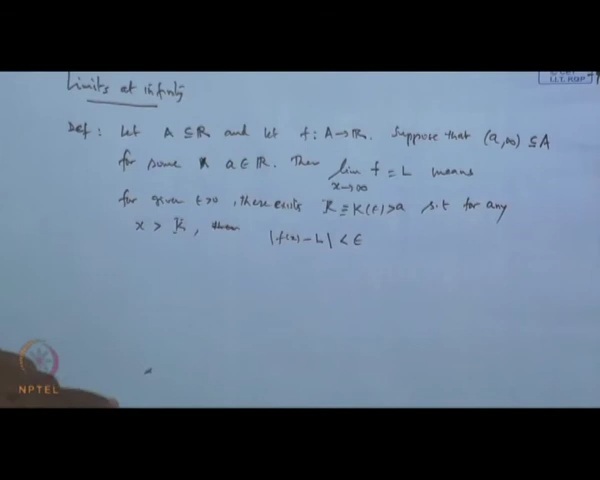 Limits at infinity
I.I.T. KGP
Def: Let A ⊆ ℝ and let f: A→ℝ. Suppose that (a,∞) ⊆ A
for some a ∈ ℝ. Then lim f = L means
x→∞
for given ε>0, there exists K ≡ K(ε)>a s.t for any
x > K, then |f(x) - L| < ε
NPTEL